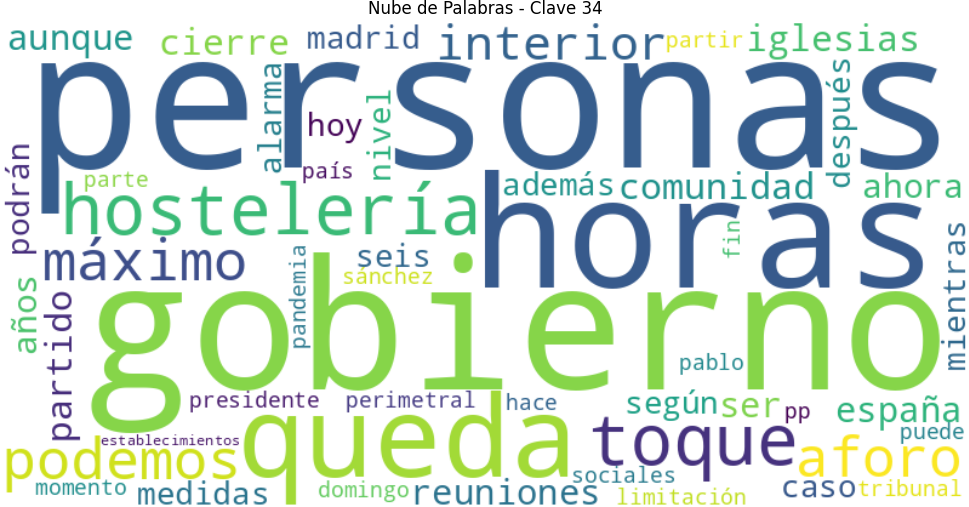 Nube de Palabras - Clave 34
aunque
cierre
madrid
interior
partir
iglesias
personas
alarma
hoy
nivel
después
país
podrán
parte
hostelería
además
comunidad
ahora
horas
máximo
seis
sánchez
fin
mientras
años
partido
pandemia
gobierno
pablo
presidente
perimetral
hace
según
ser
pp
españa
puede
establecimientos
queda
toque
podemos
aforo
momento
medidas
domingo
reuniones
sociales
limitación
caso
tribunal